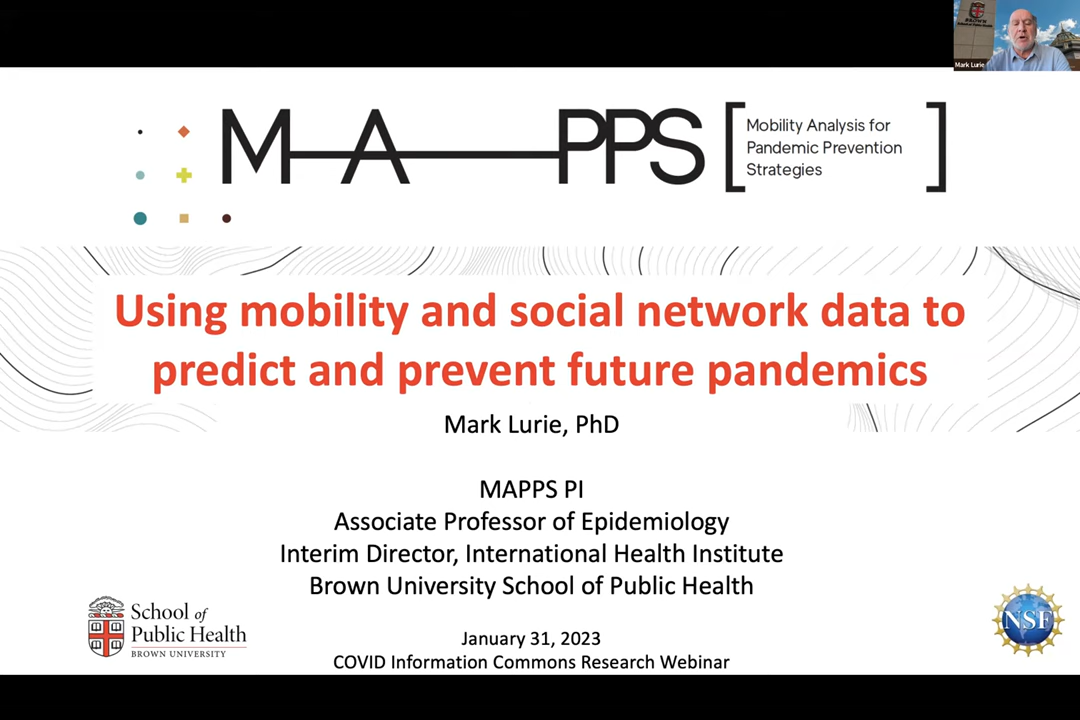 BROWN
Mark Lurie
M A PPS
Mobility Analysis for
Pandemic Prevention
Strategies
Using mobility and social network data to
predict and prevent future pandemics
Mark Lurie, PhD
MAPPS PI
Associate Professor of Epidemiology
Interim Director, International Health Institute
Brown University School of Public Health
School of
Public Health
BROWN UNIVERSITY
NSF
January 31, 2023
COVID Information Commons Research Webinar